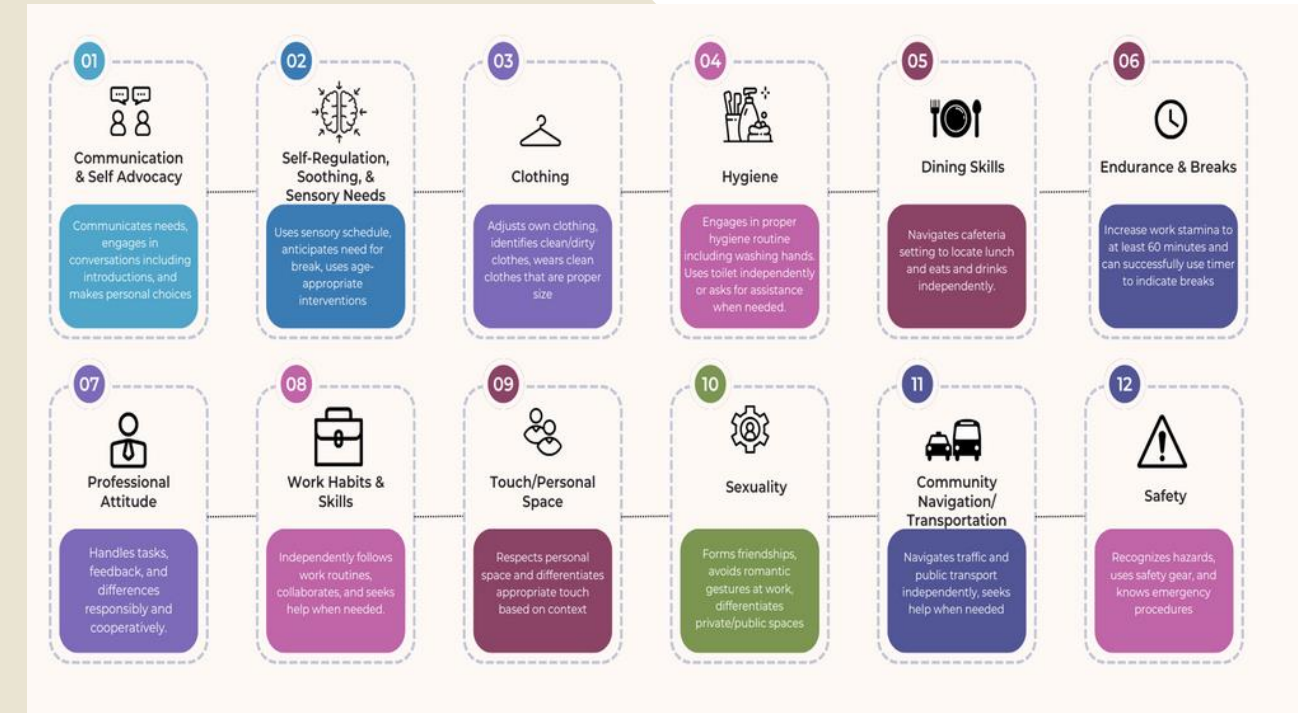 01
Communication
& Self Advocacy
Communicates needs,
engages in
conversations including
introductions, and
makes personal choices
02
Self-Regulation,
Soothing, &
Sensory Needs
Uses sensory schedule,
anticipates need for
break, uses age-
appropriate
interventions
03
Clothing
Adjusts own clothing,
identifies clean/dirty
clothes, wears clean
clothes that are proper
size
04
Hygiene
Engages in proper
hygiene routine
including washing hands.
Uses toilet independently
or asks for assistance
when needed.
05
Dining Skills
Navigates cafeteria
setting to locate lunch
and eats and drinks
independently.
06
Endurance & Breaks
Increase work stamina to
at least 60 minutes and
can successfully use timer
to indicate breaks
07
Professional
Attitude
Handles tasks,
feedback, and
differences
responsibly and
cooperatively.
08
Work Habits &
Skills
Independently follows
work routines,
collaborates, and seeks
help when needed.
09
Touch/Personal
Space
Respects personal
space and differentiates
appropriate touch
based on context
10
Sexuality
Forms friendships,
avoids romantic
gestures at work,
differentiates
private/public spaces
11
Community
Navigation/
Transportation
Navigates traffic and
public transport
independently, seeks
help when needed
12
Safety
Recognizes hazards,
uses safety gear, and
knows emergency
procedures